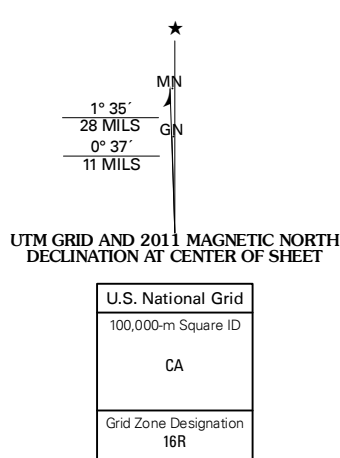 ★
MN
1° 35´
28 MILS
GN
0° 37´
11 MILS
UTM GRID AND 2011 MAGNETIC NORTH
DECLINATION AT CENTER OF SHEET
U.S. National Grid
100,000-m Square ID
CA
Grid Zone Designation
16R